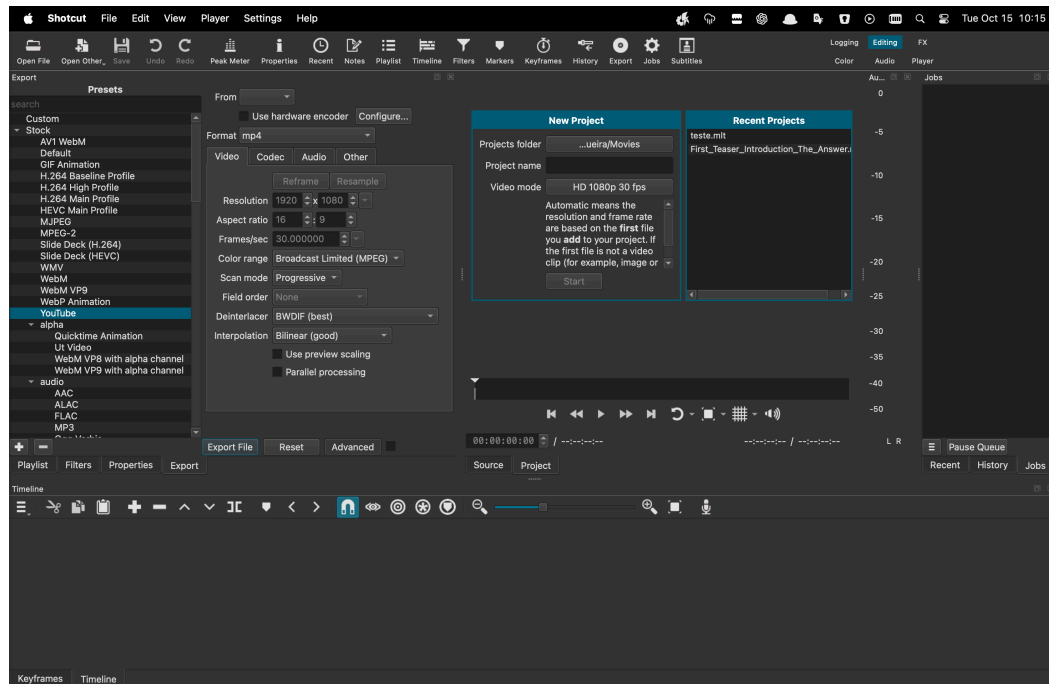 Shotcut File Edit View Player Settings Help Tue Oct 15 10:15
Open File Open Other... Save Undo Redo Peak Meter Properties Recent Notes Playlist Timeline Filters Markers Keyframes History Export Jobs Subtitles
Logging Editing FX
Color Audio Player
Export
Presets
search
Custom
Stock
AV1 WebM
Default
GIF Animation
H.264 Baseline Profile
H.264 High Profile
H.264 Main Profile
HEVC Main Profile
MJPEG
MPEG-2
Slide Deck (H.264)
Slide Deck (HEVC)
WMV
WebM
WebM VP9
WebP Animation
YouTube
alpha
Quicktime Animation
Ut Video
WebM VP8 with alpha channel
WebM VP9 with alpha channel
audio
AAC
ALAC
FLAC
MP3
From
Use hardware encoder Configure...
Format mp4
Video Codec Audio Other
Reframe Resample
Resolution 1920 x 1080
Aspect ratio 16 : 9
Frames/sec 30.000000
Color range Broadcast Limited (MPEG)
Scan mode Progressive
Field order None
Deinterlacer BWDIF (best)
Interpolation Bilinear (good)
Use preview scaling
Parallel processing
Export File Reset Advanced
Playlist Filters Properties Export
New Project
Projects folder ...ueira/Movies
Project name
Video mode HD 1080p 30 fps
Automatic means the
resolution and frame rate
are based on the first file
you add to your project. If
the first file is not a video
clip (for example, image or
Start
Recent Projects
teste.mlt
First_Teaser_Introduction_The_Answer.
00:00:00:00 / --:--:--:--
--:--:--:-- / --:--:--:--
Source Project
Au...
0
-5
-10
-15
-20
-25
-30
-35
-40
-50
L R
Jobs
Pause Queue
Recent History Jobs
Timeline
Keyframes Timeline